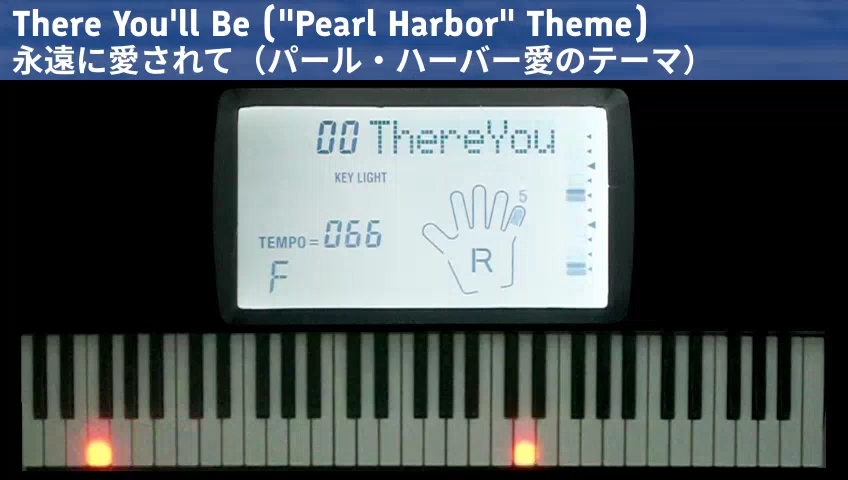 There You'll Be ("Pearl Harbor" Theme)
永遠に愛されて（パール・ハーバー愛のテーマ）
00 ThereYou
KEY LIGHT
5
TEMPO = 066
R
F